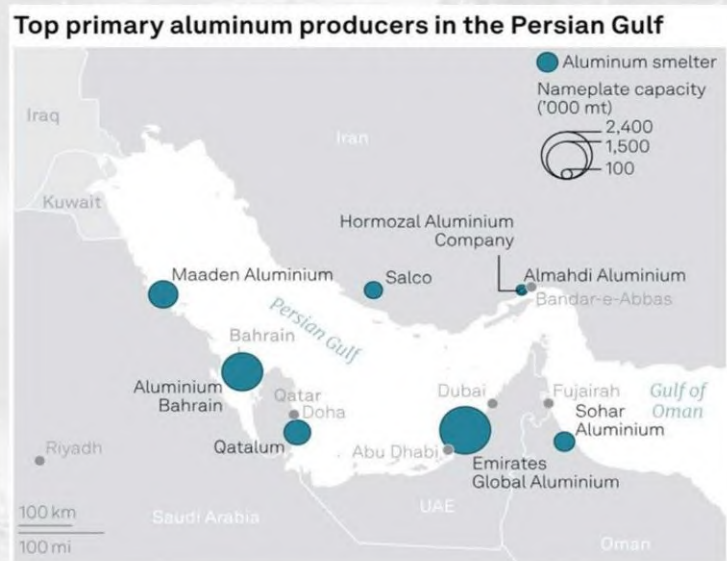 Top primary aluminum producers in the Persian Gulf
Aluminum smelter
Nameplate capacity
('000 mt)
2,400
1,500
100
Iraq
Iran
Kuwait
Hormozal Aluminium
Company
Maaden Aluminium
Salco
Almahdi Aluminium
Bandar-e-Abbas
Persian Gulf
Bahrain
Aluminium
Bahrain
Qatar
Doha
Dubai
Fujairah
Gulf of
Oman
Sohar
Aluminium
Qatalum
Riyadh
Abu Dhabi
Emirates
Global Aluminium
100 km
100 mi
Saudi Arabia
UAE
Oman